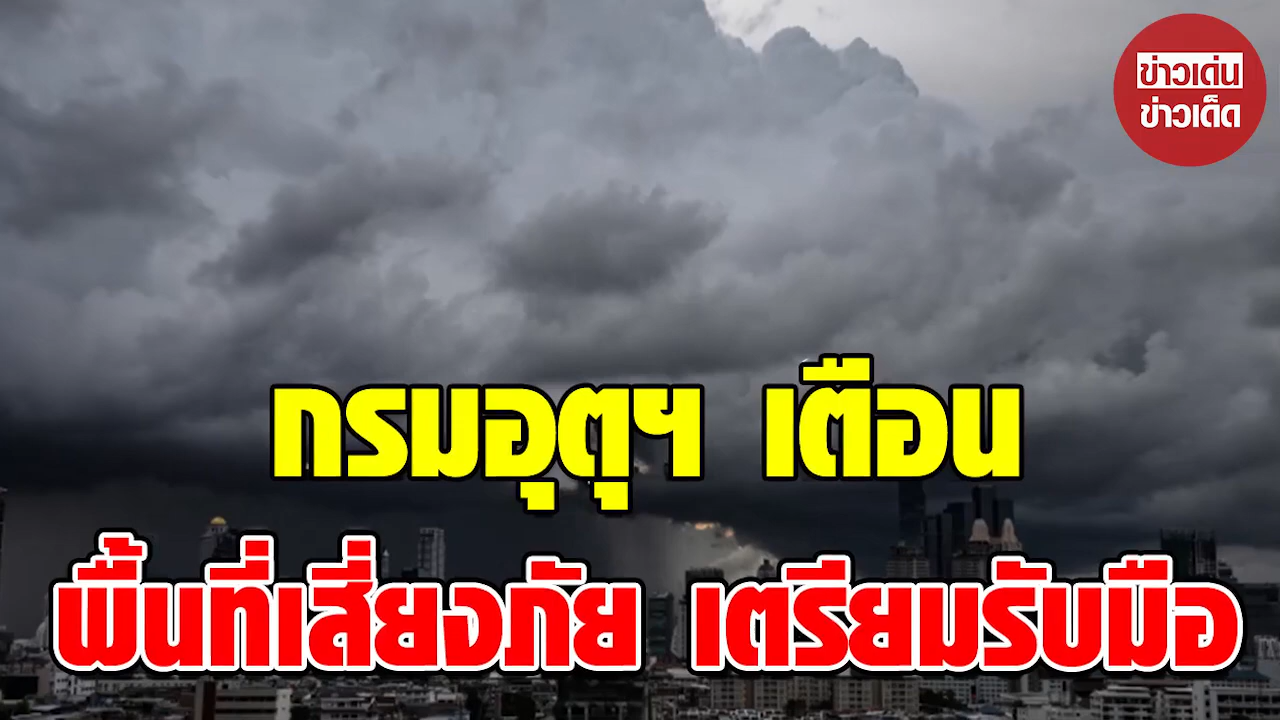 ข่าวเด่น
ข่าวเด็ด
กรมอุตุฯ เตือน
พื้นที่เสี่ยงภัย เตรียมรับมือ